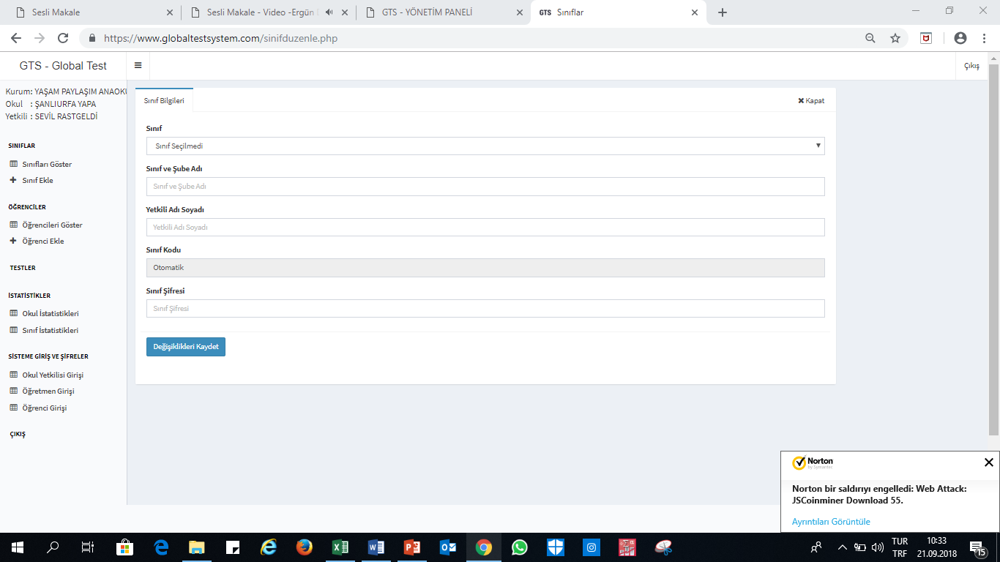 Sesli Makale
Sesli Makale - Video -Ergün
GTS - YÖNETİM PANELİ
GTS Sınıflar
https://www.globaltestsystem.com/sinifduzenle.php
GTS - Global Test
Çıkış
Kurum: YAŞAM PAYLAŞIM ANAOKU
Okul : ŞANLIURFA YAPA
Yetkili : SEVİL RASTGELDİ
SINIFLAR
Sınıfları Göster
Sınıf Ekle
ÖĞRENCİLER
Öğrencileri Göster
Öğrenci Ekle
TESTLER
İSTATİSTİKLER
Okul İstatistikleri
Sınıf İstatistikleri
SİSTEME GİRİŞ VE ŞİFRELER
Okul Yetkilisi Girişi
Öğretmen Girişi
Öğrenci Girişi
ÇIKIŞ
Sınıf Bilgileri
Kapat
Sınıf
Sınıf Seçilmedi
Sınıf ve Şube Adı
Sınıf ve Şube Adı
Yetkili Adı Soyadı
Yetkili Adı Soyadı
Sınıf Kodu
Otomatik
Sınıf Şifresi
Sınıf Şifresi
Değişiklikleri Kaydet
Norton
by Symantec
Norton bir saldırıyı engelledi: Web Attack:
JSCoinminer Download 55.
Ayrıntıları Görüntüle
TUR
TRF
10:33
21.09.2018
15